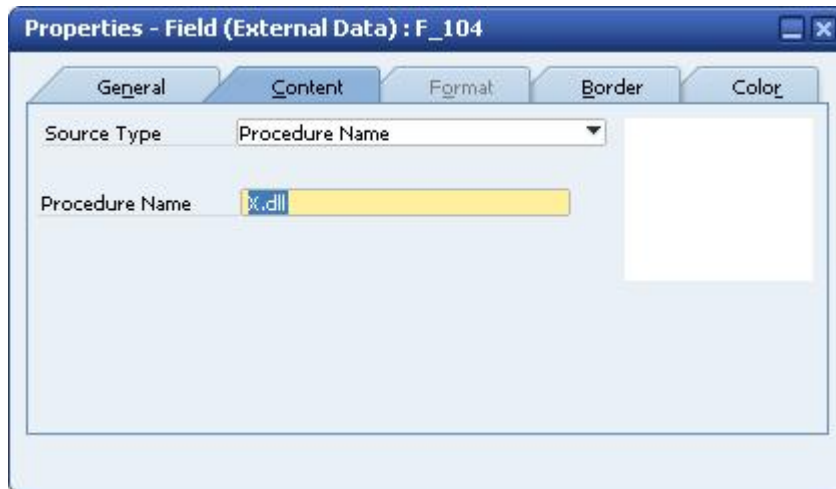 Properties - Field (External Data) : F_104
General Content Format Border Color
Source Type Procedure Name
Procedure Name X.dll